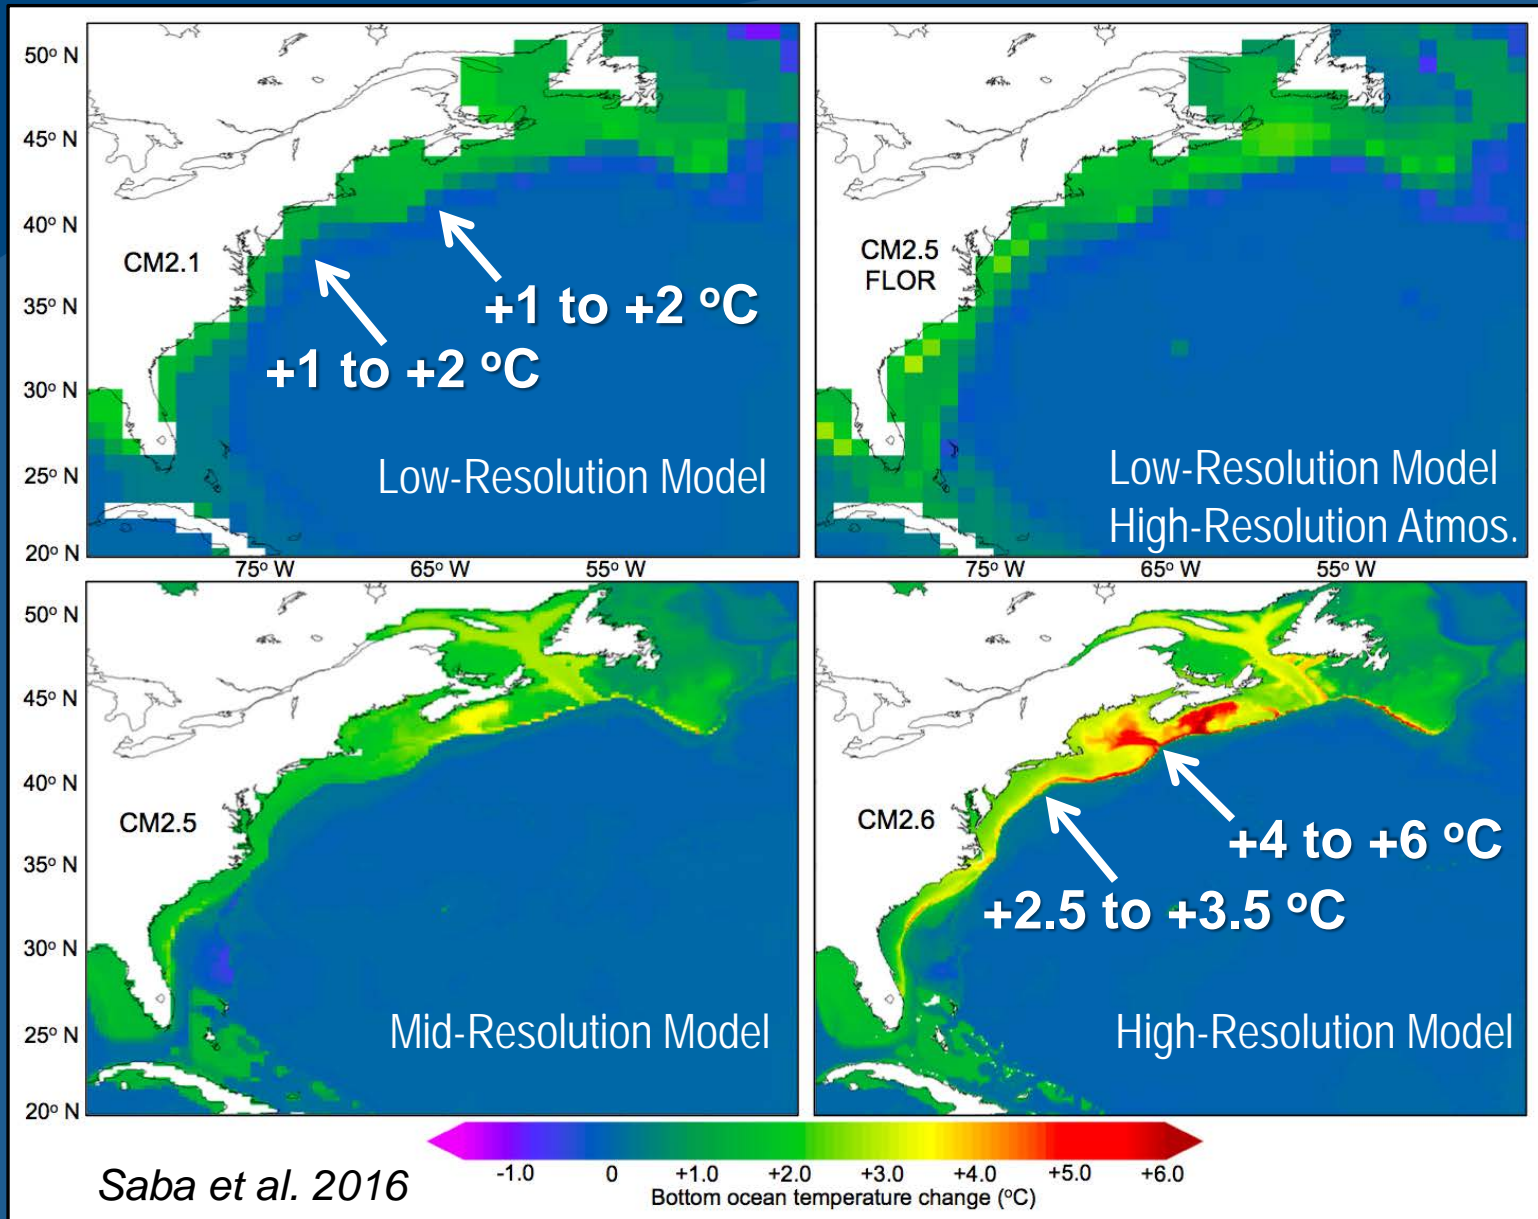 50° N
45° N
40° N
35° N
30° N
25° N
20° N
CM2.1
+1 to +2 °C
+1 to +2 °C
Low-Resolution Model
75° W
65° W
55° W
CM2.5
FLOR
Low-Resolution Model
High-Resolution Atmos.
75° W
65° W
55° W
50° N
45° N
40° N
35° N
30° N
25° N
20° N
CM2.5
Mid-Resolution Model
CM2.6
+4 to +6 °C
+2.5 to +3.5 °C
High-Resolution Model
-1.0 0 +1.0 +2.0 +3.0 +4.0 +5.0 +6.0
Bottom ocean temperature change (°C)
Saba et al. 2016